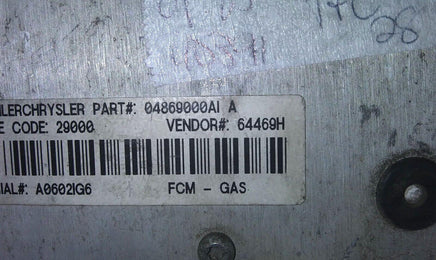 LERCHRYSLER PART#: 04869000AI A
E CODE: 29000 VENDOR#: 64469H
IAL#: A0602IG6 FCM - GAS